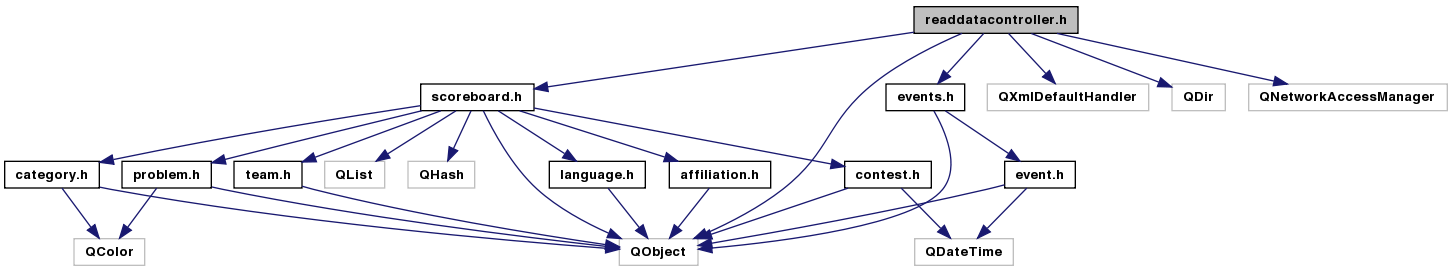 readdatacontroller.h
scoreboard.h
events.h
QXmlDefaultHandler
QDir
QNetworkAccessManager
category.h
problem.h
team.h
QList
QHash
language.h
affiliation.h
contest.h
event.h
QColor
QObject
QDateTime